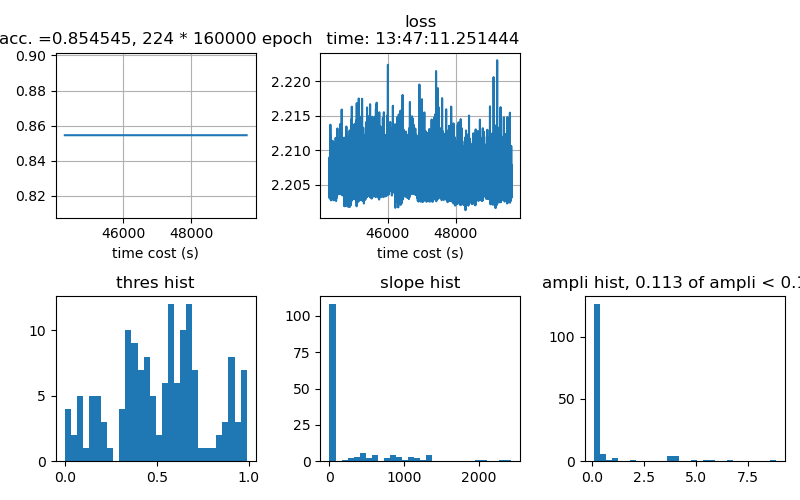 acc. =0.854545, 224 * 160000 epoch
loss
time: 13:47:11.251444
0.90
0.88
0.86
0.84
0.82
46000 48000
time cost (s)
2.220
2.215
2.210
2.205
46000 48000
time cost (s)
thres hist
10
5
0
0.0 0.5 1.0
slope hist
100
75
50
25
0
0 1000 2000
ampli hist, 0.113 of ampli < 0.1
100
50
0
0.0 2.5 5.0 7.5